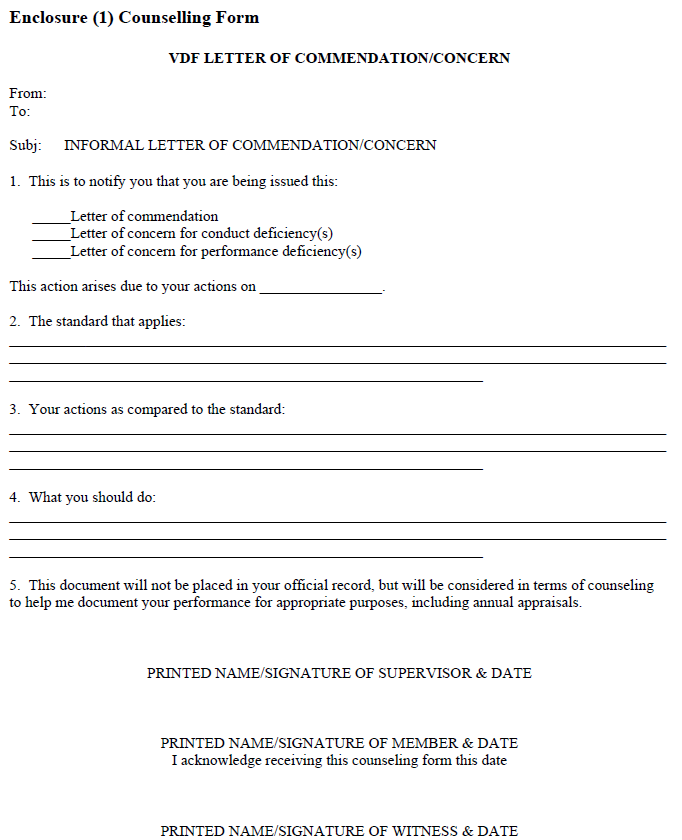 Enclosure (1) Counselling Form
VDF LETTER OF COMMENDATION/CONCERN
From:
To:
Subj: INFORMAL LETTER OF COMMENDATION/CONCERN
1. This is to notify you that you are being issued this:
_____Letter of commendation
_____Letter of concern for conduct deficiency(s)
_____Letter of concern for performance deficiency(s)
This action arises due to your actions on ________________.
2. The standard that applies:
3. Your actions as compared to the standard:
4. What you should do:
5. This document will not be placed in your official record, but will be considered in terms of counseling
to help me document your performance for appropriate purposes, including annual appraisals.
PRINTED NAME/SIGNATURE OF SUPERVISOR & DATE
PRINTED NAME/SIGNATURE OF MEMBER & DATE
I acknowledge receiving this counseling form this date
PRINTED NAME/SIGNATURE OF WITNESS & DATE